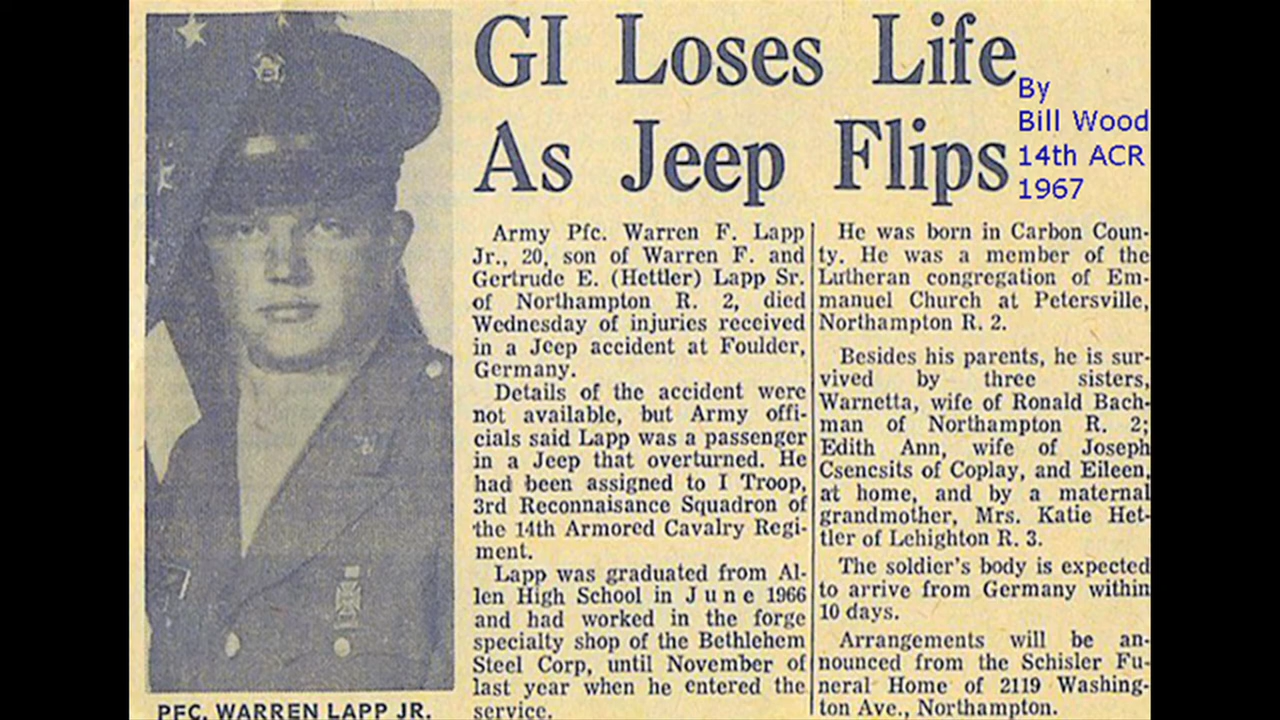 GI Loses Life
As Jeep Flips
By
Bill Wood
14th ACR
1967
Army Pfc. Warren F. Lapp
Jr., 20, son of Warren F. and
Gertrude E. (Hettler) Lapp Sr.
of Northampton R. 2, died
Wednesday of injuries received
in a Jeep accident at Foulder,
Germany.
Details of the accident were
not available, but Army offi-
cials said Lapp was a passenger
in a Jeep that overturned. He
had been assigned to I Troop,
3rd Reconnaisance Squadron of
the 14th Armored Cavalry Regi-
ment.
Lapp was graduated from Al-
len High School in June 1966
and had worked in the forge
specialty shop of the Bethlehem
Steel Corp, until November of
last year when he entered the
service.
He was born in Carbon Coun-
ty. He was a member of the
Lutheran congregation of Em-
manuel Church at Petersville,
Northampton R. 2.
Besides his parents, he is sur-
vived by three sisters,
Warnetta, wife of Ronald Bach-
man of Northampton R. 2;
Edith Ann, wife of Joseph
Csencsits of Coplay, and Eileen,
at home, and by a maternal
grandmother, Mrs. Katie Het-
tler of Lehighton R. 3.
The soldier's body is expected
to arrive from Germany within
10 days.
Arrangements will be an-
nounced from the Schisler Fu-
neral Home of 2119 Washing-
ton Ave., Northampton.
PFC. WARREN LAPP JR.